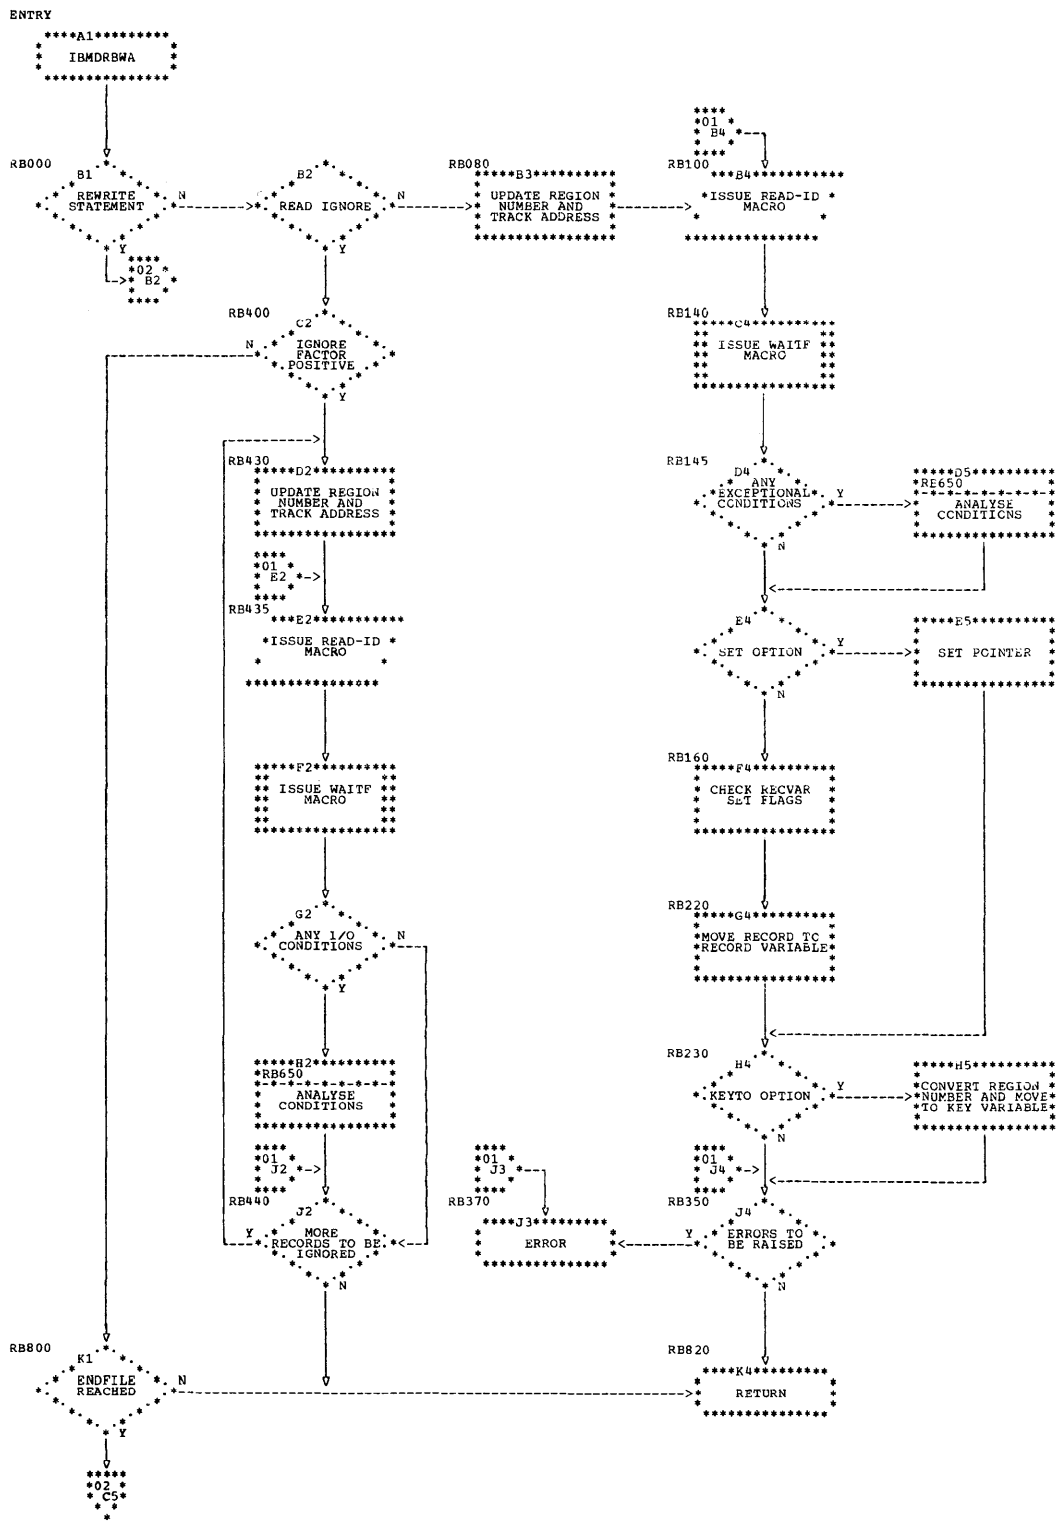 ENTRY
A1
IBMDRBWA
01
B4
RB000
B1
REWRITE
STATEMENT
N
Y
02
B2
B2
READ IGNORE
N
Y
RB080
B3
UPDATE REGION
NUMBER AND
TRACK ADDRESS
RB100
B4
ISSUE READ-ID
MACRO
RB400
C2
IGNORE
FACTOR
POSITIVE
N
Y
RB140
C4
ISSUE WAITF
MACRO
RB430
D2
UPDATE REGION
NUMBER AND
TRACK ADDRESS
RB145
D4
ANY
EXCEPTIONAL
CONDITIONS
Y
N
D5
RE650
ANALYSE
CONDITIONS
01
E2
RB435
E2
ISSUE READ-ID
MACRO
E4
SET OPTION
Y
N
E5
SET POINTER
F2
ISSUE WAITF
MACRO
RB160
F4
CHECK RECVAR
SET FLAGS
G2
ANY I/O
CONDITIONS
N
Y
RB220
G4
MOVE RECORD TO
RECORD VARIABLE
H2
RB650
ANALYSE
CONDITIONS
RB230
H4
KEYTO OPTION
Y
N
H5
CONVERT REGION
NUMBER AND MOVE
TO KEY VARIABLE
01
J2
RB440
J2
MORE
RECORDS TO BE
IGNORED
Y
N
01
J3
RB370
J3
ERROR
01
J4
RB350
J4
ERRORS TO
BE RAISED
Y
N
RB800
K1
ENDFILE
REACHED
N
Y
RB820
K4
RETURN
02
C5